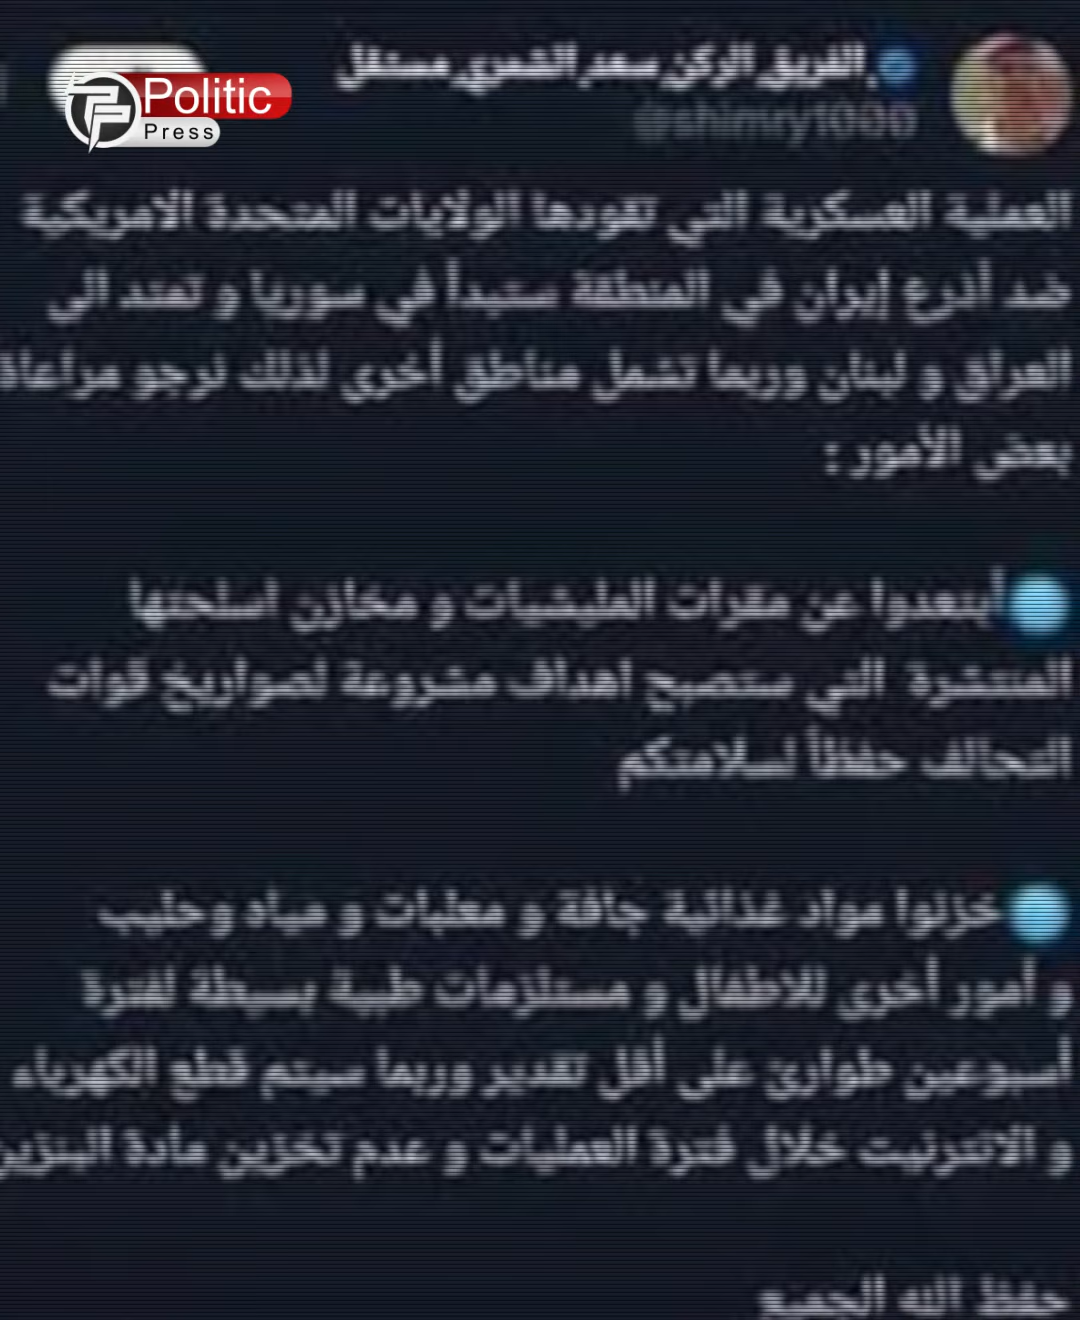 الفريق الركن سعد الشمري مستقل
Politic
Press
@shimry1000
العملية العسكرية التي تقودها الولايات المتحدة الامريكية
ضد أذرع إيران في المنطقة ستبدأ في سوريا و تمتد الى
العراق و لبنان وربما تشمل مناطق أخرى لذلك نرجو مراعاة
بعض الأمور :
أبتعدوا عن مقرات المليشيات و مخازن اسلحتها
المنتشرة التي ستصبح اهداف مشروعة لصواريخ قوات
التحالف حفظاً لسلامتكم
خزنوا مواد غذائية جافة و معلبات و مياه وحليب
و أمور أخرى للاطفال و مستلزمات طبية بسيطة لفترة
أسبوعين طوارئ على أقل تقدير وربما سيتم قطع الكهرباء
و الانترنيت خلال فترة العمليات و عدم تخزين مادة البنزين
حفظ الله الجميع